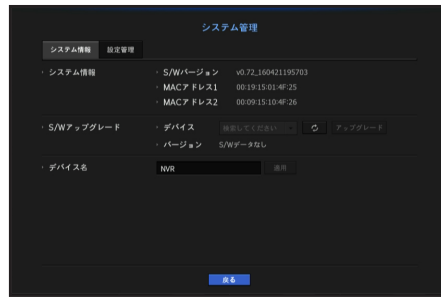 システム管理
システム情報 設定管理
・ システム情報 ・ S/Wバージョン v0.72_160421195703
・ MACアドレス1 00:19:15:01:4F:25
・ MACアドレス2 00:09:15:10:4F:26
・ S/Wアップグレード ・ デバイス 検索してください アップグレード
・ バージョン S/Wデータなし
・ デバイス名 NVR 適用
戻る